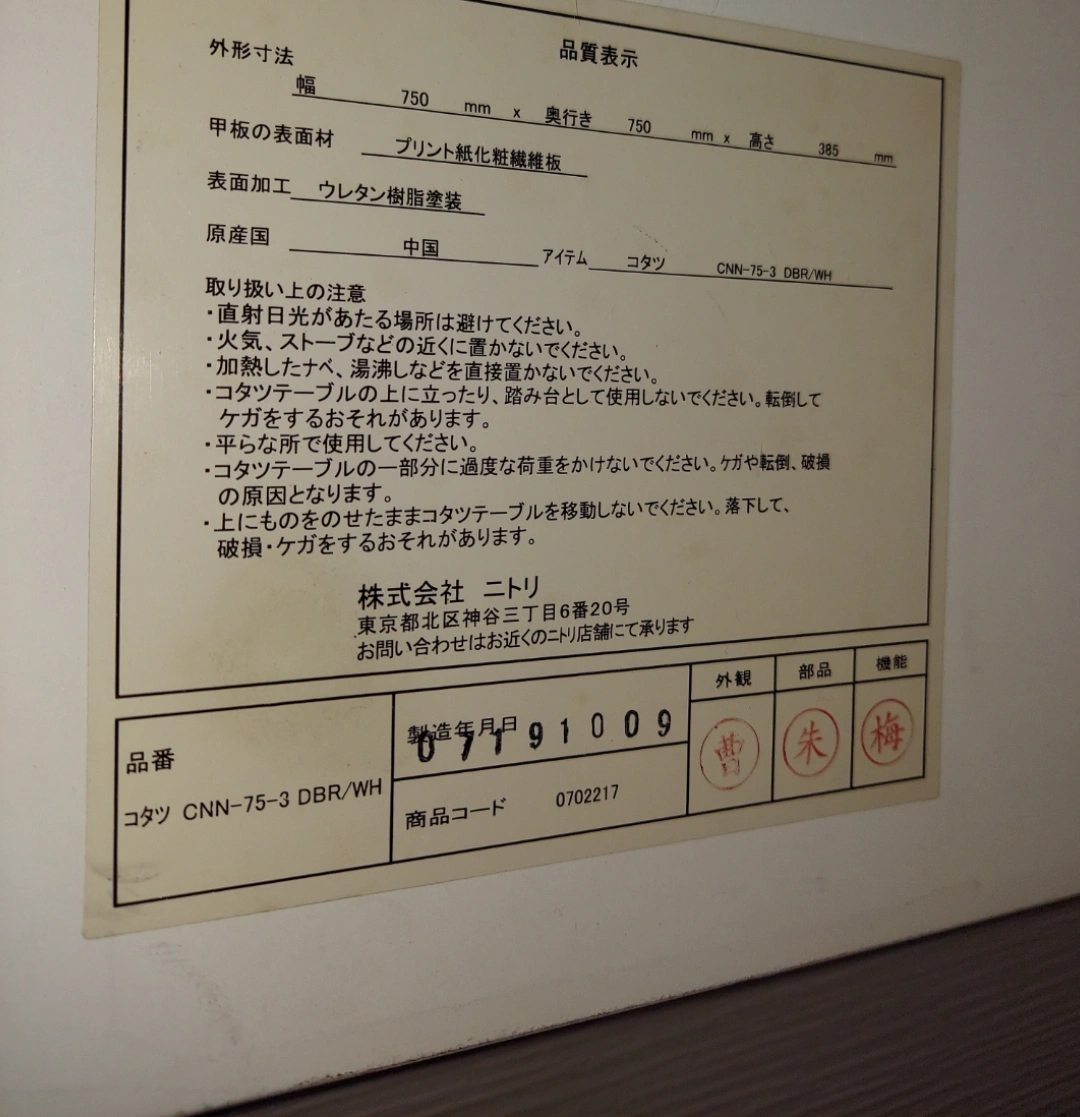 品質表示
外形寸法
幅 750 mm x 奥行き 750 mm x 高さ 385 mm
甲板の表面材 プリント紙化粧繊維板
表面加工 ウレタン樹脂塗装
原産国 中国 アイテム コタツ CNN-75-3 DBR/WH
取り扱い上の注意
・直射日光があたる場所は避けてください。
・火気、ストーブなどの近くに置かないでください。
・加熱したナベ、湯沸しなどを直接置かないでください。
・コタツテーブルの上に立ったり、踏み台として使用しないでください。転倒して
ケガをするおそれがあります。
・平らな所で使用してください。
・コタツテーブルの一部分に過度な荷重をかけないでください。ケガや転倒、破損
の原因となります。
・上にものをのせたままコタツテーブルを移動しないでください。落下して、
破損・ケガをするおそれがあります。
株式会社 ニトリ
東京都北区神谷三丁目6番20号
お問い合わせはお近くのニトリ店舗にて承ります
品番
コタツ CNN-75-3 DBR/WH
製造年月日
07191009
商品コード 0702217
外観 部品 機能
曹 朱 梅